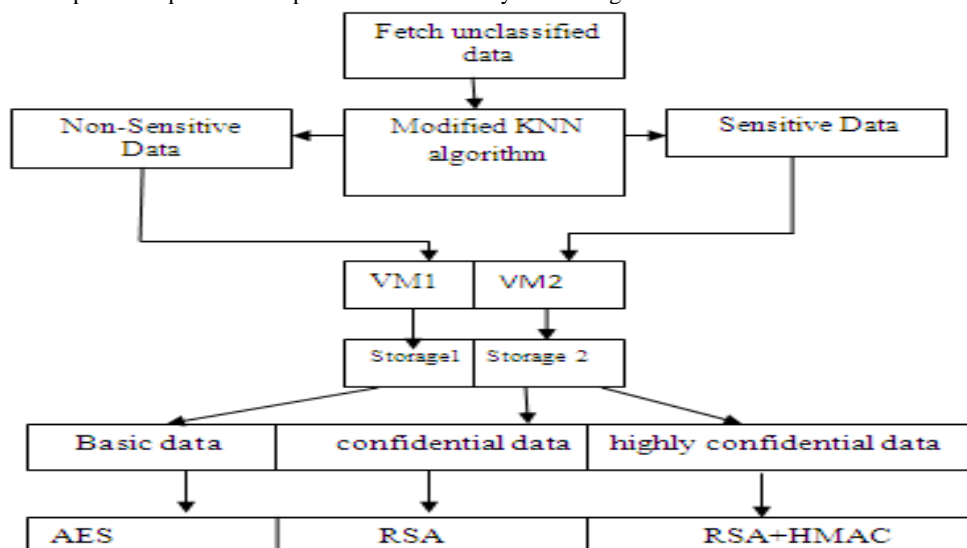 Fetch unclassified
data
Non-Sensitive
Data
Modified KNN
algorithm
Sensitive Data
VM1
VM2
Storage1
Storage 2
Basic data
confidential data
highly confidential data
AES
RSA
RSA+HMAC